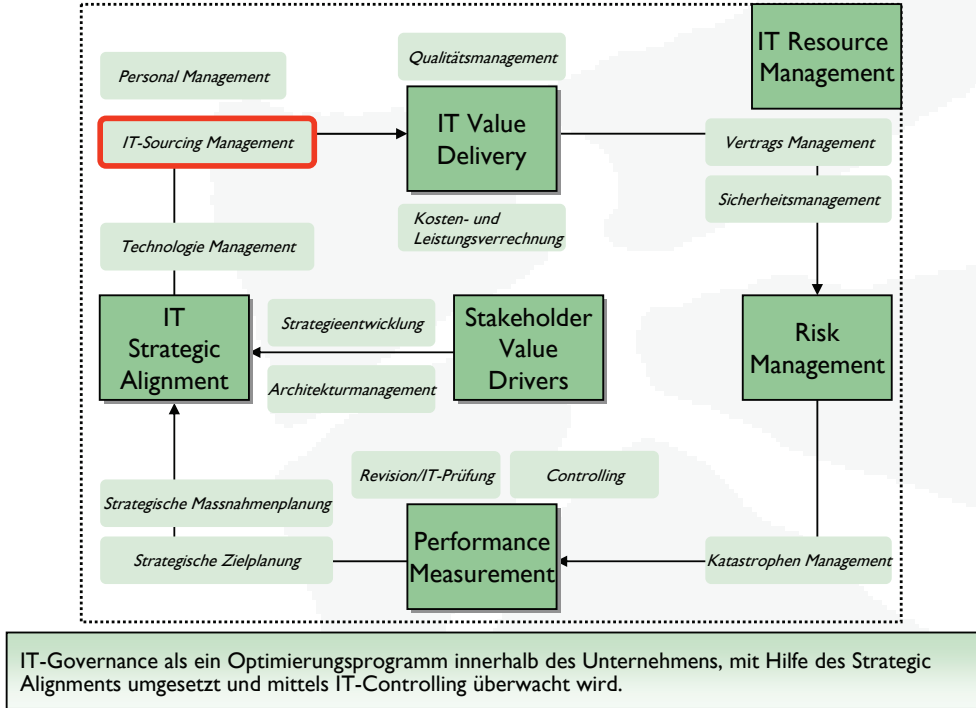 IT Resource
Management
Personal Management
Qualitätsmanagement
IT-Sourcing Management
IT Value
Delivery
Vertrags Management
Sicherheitsmanagement
Kosten- und
Leistungsverrechnung
Technologie Management
IT
Strategic
Alignment
Strategieentwicklung
Architekturmanagement
Stakeholder
Value
Drivers
Risk
Management
Revision/IT-Prüfung
Controlling
Strategische Massnahmenplanung
Strategische Zielplanung
Performance
Measurement
Katastrophen Management
IT-Governance als ein Optimierungsprogramm innerhalb des Unternehmens, mit Hilfe des Strategic
Alignments umgesetzt und mittels IT-Controlling überwacht wird.